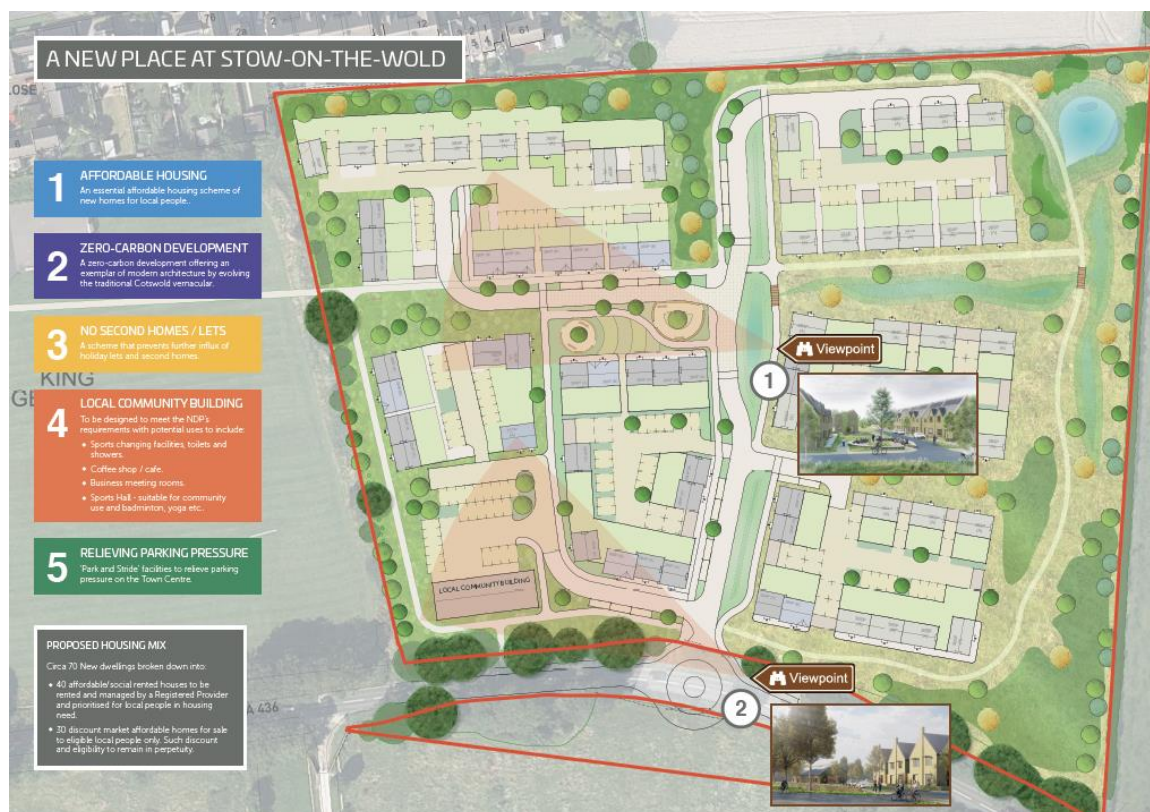 A NEW PLACE AT STOW-ON-THE-WOLD
LOSE
61
1
AFFORDABLE HOUSING
An essential affordable housing scheme of
new homes for local people..
2
ZERO-CARBON DEVELOPMENT
A zero-carbon development offering an
exemplar of modern architecture by evolving
the traditional Cotswold vernacular.
3
NO SECOND HOMES / LETS
A scheme that prevents further influx of
holiday lets and second homes.
KING
GE
4
LOCAL COMMUNITY BUILDING
To be designed to meet the NDP's
requirements with potential uses to include:
• Sports changing facilities, toilets and
showers.
• Coffee shop / cafe.
• Business meeting rooms.
• Sports Hall - suitable for community
use and badminton, yoga etc..
5
RELIEVING PARKING PRESSURE
'Park and Stride' facilities to relieve parking
pressure on the Town Centre.
PROPOSED HOUSING MIX
Circa 70 New dwellings broken down into:
• 40 affordable/social rented houses to be
rented and managed by a Registered Provider
and prioritised for local people in housing
need.
• 30 discount market affordable homes for sale
to eligible local people only. Such discount
and eligibility to remain in perpetuity.
A 436
Viewpoint
1
LOCAL COMMUNITY BUILDING
Viewpoint
2